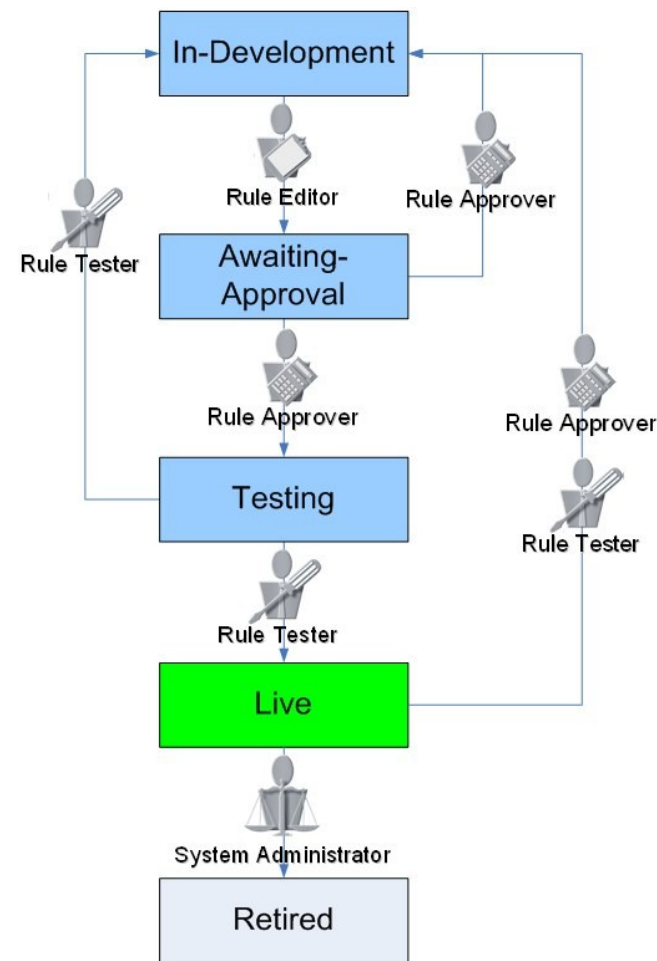 In-Development
Rule Editor
Rule Approver
Rule Tester
Awaiting-
Approval
Rule Approver
Rule Approver
Testing
Rule Tester
Rule Tester
Live
System Administrator
Retired